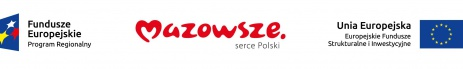 Fundusze
Europejskie
Program Regionalny
Mazowsze.
serce Polski
Unia Europejska
Europejskie Fundusze
Strukturalne i Inwestycyjne